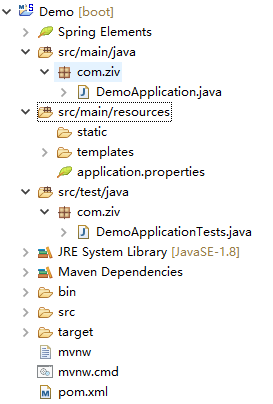 Demo [boot]
Spring Elements
src/main/java
com.ziv
DemoApplication.java
src/main/resources
static
templates
application.properties
src/test/java
com.ziv
DemoApplicationTests.java
JRE System Library [JavaSE-1.8]
Maven Dependencies
bin
src
target
mvnw
mvnw.cmd
pom.xml